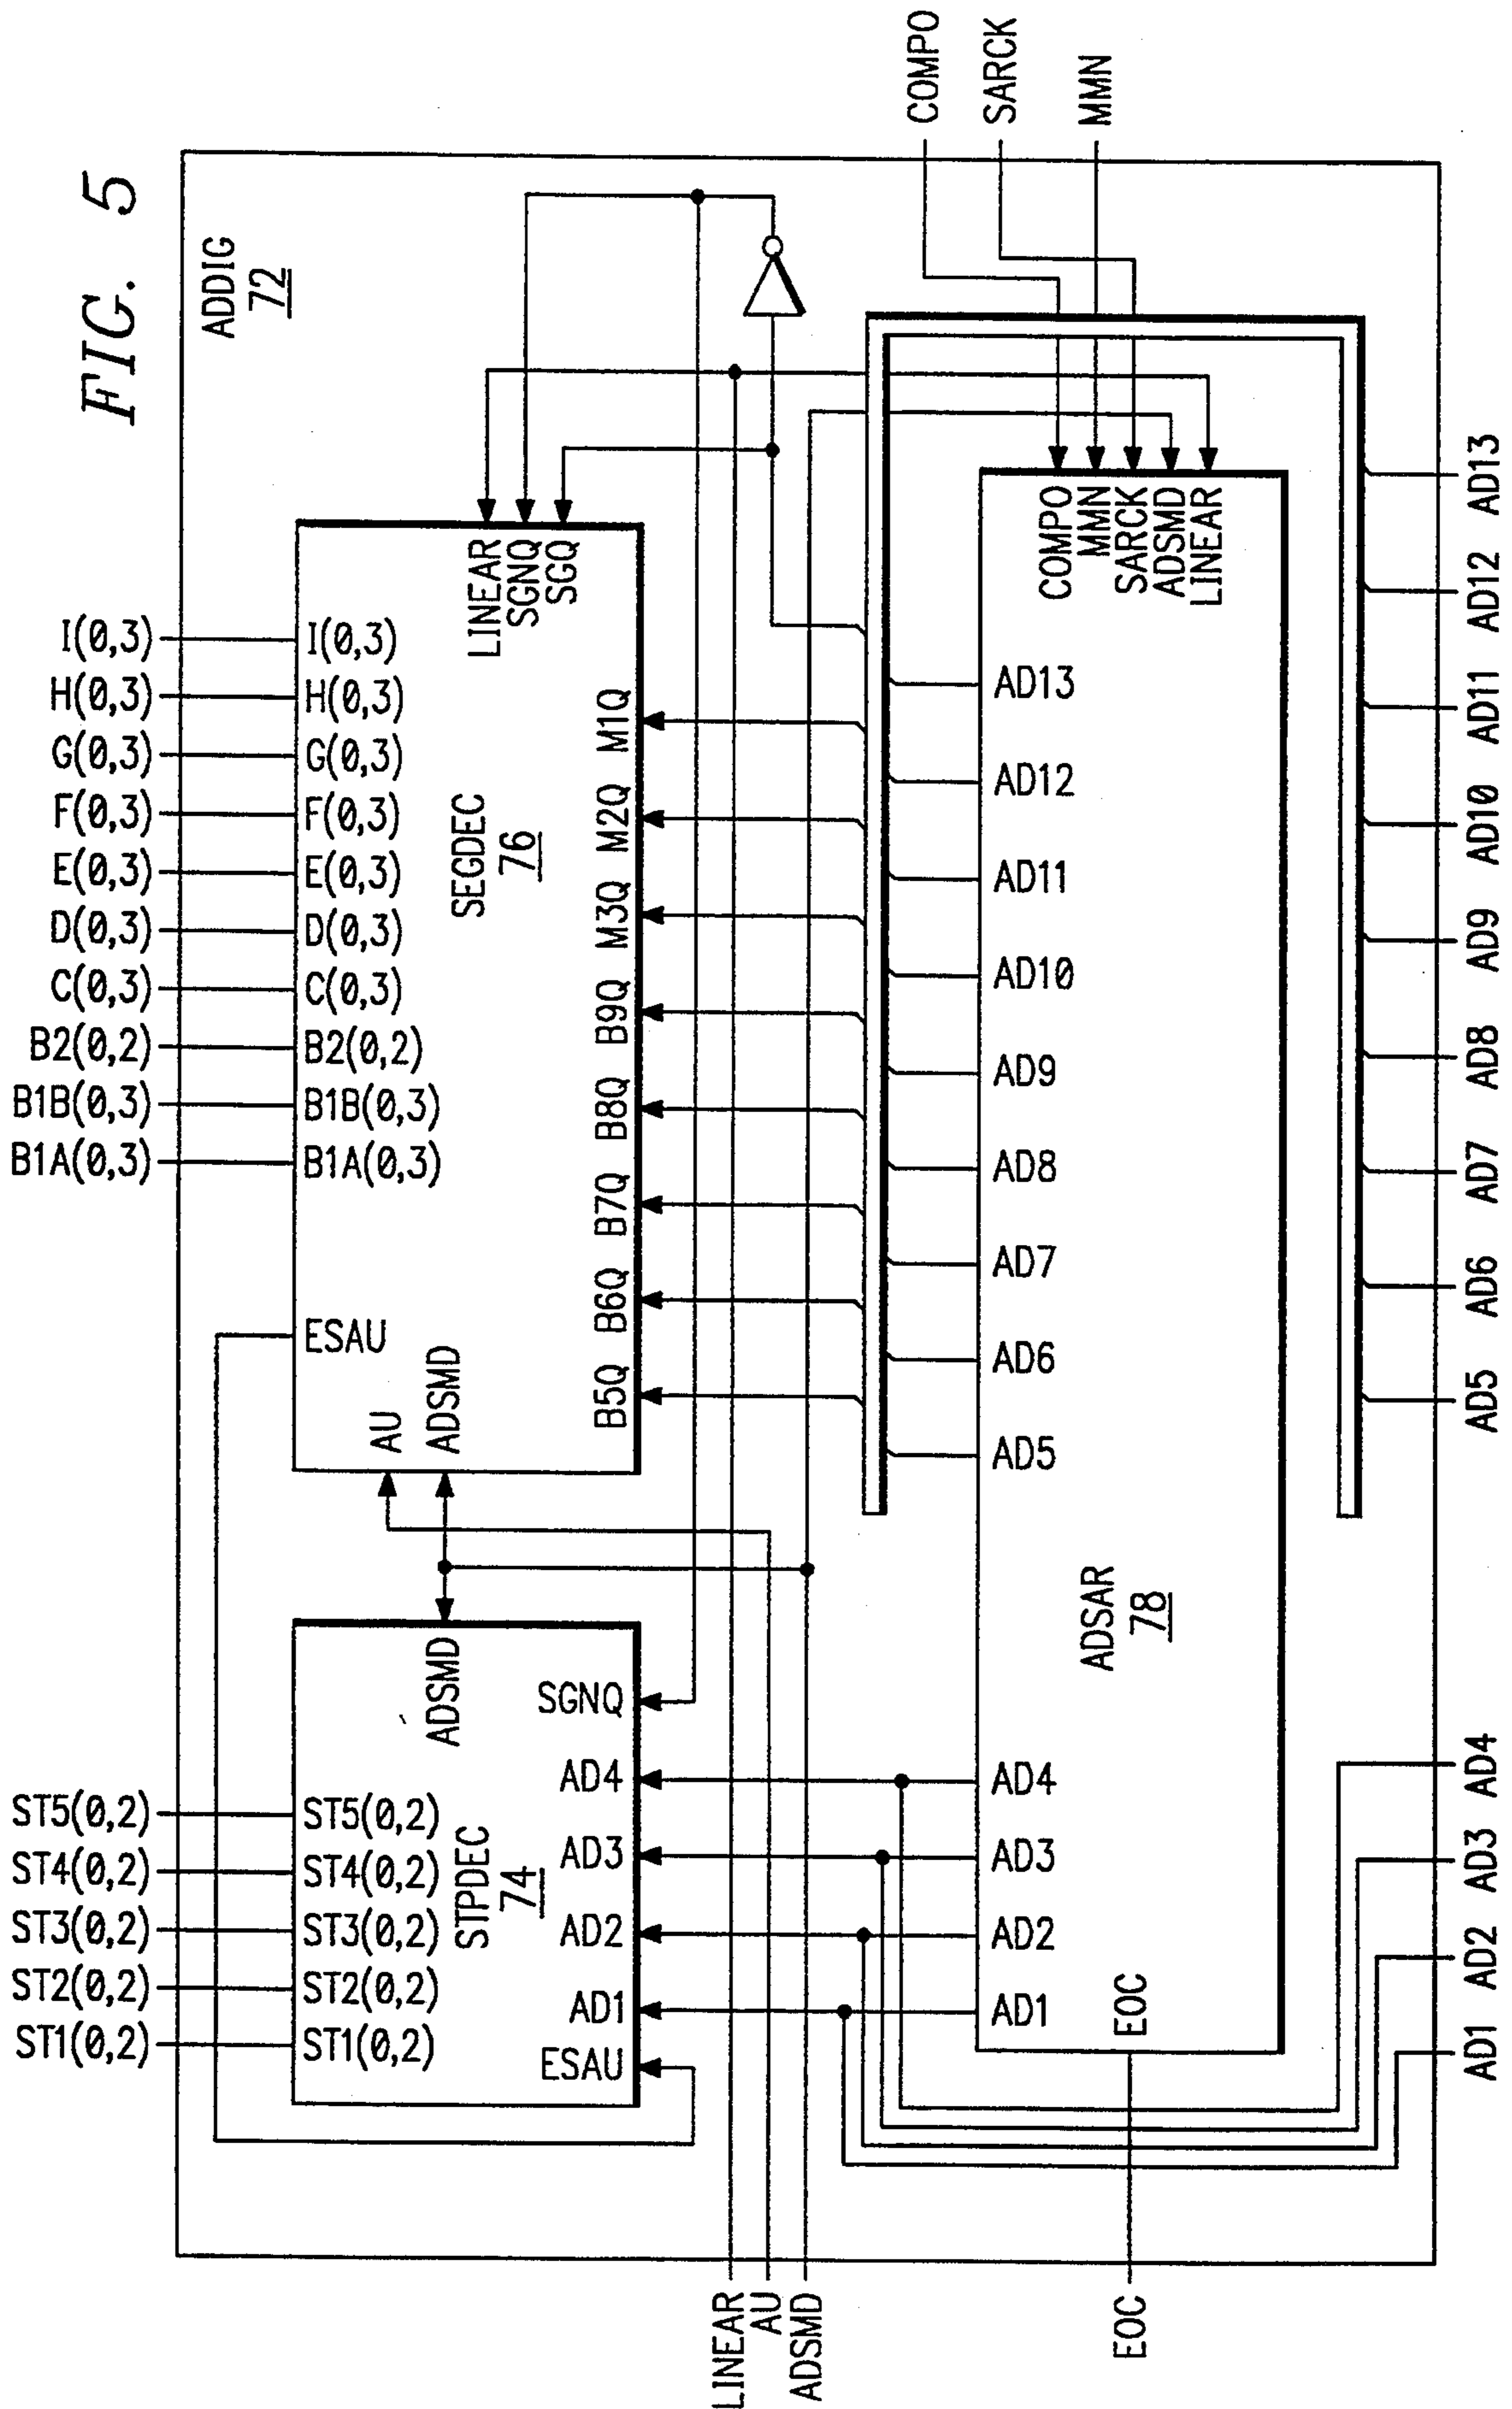 FIG. 5
ADDIG
72
ST1(0,2)
ST2(0,2)
ST3(0,2)
ST4(0,2)
ST5(0,2)
B1A(0,3)
B1B(0,3)
B2(0,2)
C(0,3)
D(0,3)
E(0,3)
F(0,3)
G(0,3)
H(0,3)
I(0,3)
ST1(0,2)
ST2(0,2)
ST3(0,2)
ST4(0,2)
ST5(0,2)
STPDEC
74
ADSMD
ESAU
AD1
AD2
AD3
AD4
SGNQ
ESAU
B1A(0,3)
B1B(0,3)
B2(0,2)
C(0,3)
D(0,3)
E(0,3)
F(0,3)
G(0,3)
H(0,3)
I(0,3)
AU
ADSMD
SEGDEC
76
LINEAR
SGNQ
SGQ
B5Q
B6Q
B7Q
B8Q
B9Q
M3Q
M2Q
M1Q
LINEAR
AU
ADSMD
COMPO
SARCK
MMN
AD1
AD2
AD3
AD4
AD5
AD6
AD7
AD8
AD9
AD10
AD11
AD12
AD13
EOC
ADSAR
78
COMPO
MMN
SARCK
ADSMD
LINEAR
EOC
AD1
AD2
AD3
AD4
AD5
AD6
AD7
AD8
AD9
AD10
AD11
AD12
AD13